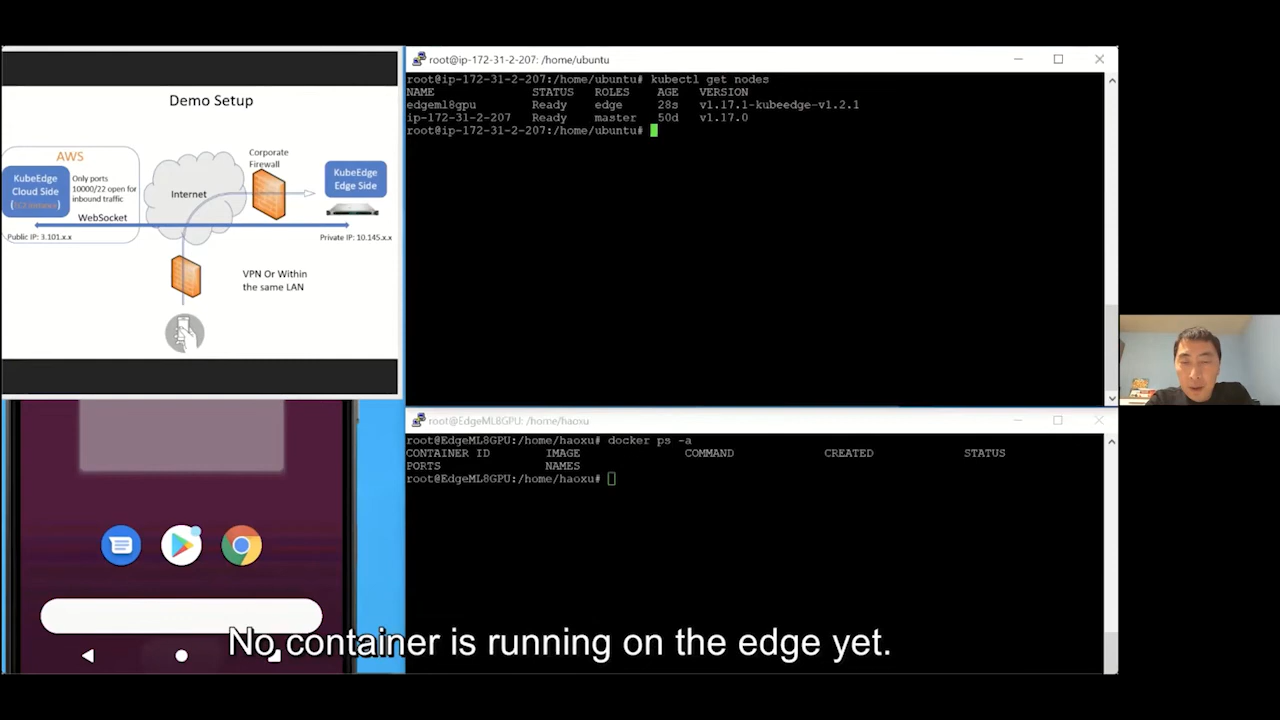 Demo Setup
AWS
KubeEdge
Cloud Side
Only ports
10000/22 open for
inbound traffic
WebSocket
Public IP: 3.101.x.x
Internet
Corporate
Firewall
KubeEdge
Edge Side
Private IP: 10.145.x.x
VPN Or Within
the same LAN
root@ip-172-31-2-207: /home/ubuntu
root@ip-172-31-2-207:/home/ubuntu# kubectl get nodes
NAME STATUS ROLES AGE VERSION
edgeml8gpu Ready edge 28s v1.17.1-kubeedge-v1.2.1
ip-172-31-2-207 Ready master 50d v1.17.0
root@ip-172-31-2-207:/home/ubuntu#
root@EdgeML8GPU: /home/haoxu
root@EdgeML8GPU:/home/haoxu# docker ps -a
CONTAINER ID IMAGE COMMAND CREATED STATUS
PORTS NAMES
root@EdgeML8GPU:/home/haoxu#
No container is running on the edge yet.